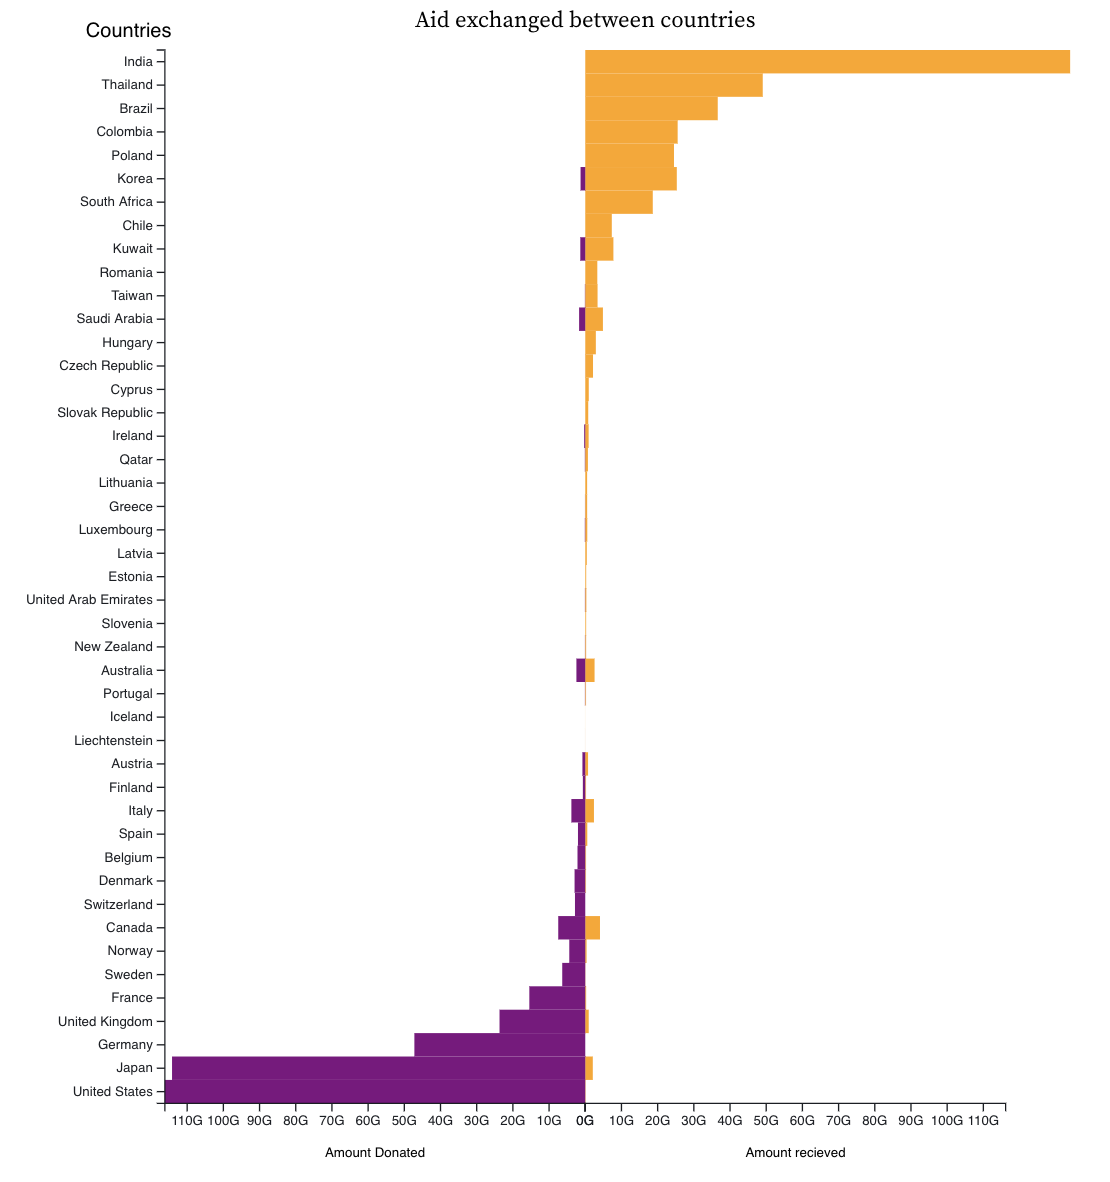 Aid exchanged between countries
Countries
India
Thailand
Brazil
Colombia
Poland
Korea
South Africa
Chile
Kuwait
Romania
Taiwan
Saudi Arabia
Hungary
Czech Republic
Cyprus
Slovak Republic
Ireland
Qatar
Lithuania
Greece
Luxembourg
Latvia
Estonia
United Arab Emirates
Slovenia
New Zealand
Australia
Portugal
Iceland
Liechtenstein
Austria
Finland
Italy
Spain
Belgium
Denmark
Switzerland
Canada
Norway
Sweden
France
United Kingdom
Germany
Japan
United States
110G 100G 90G 80G 70G 60G 50G 40G 30G 20G 10G 0G 10G 20G 30G 40G 50G 60G 70G 80G 90G 100G 110G
Amount Donated Amount recieved